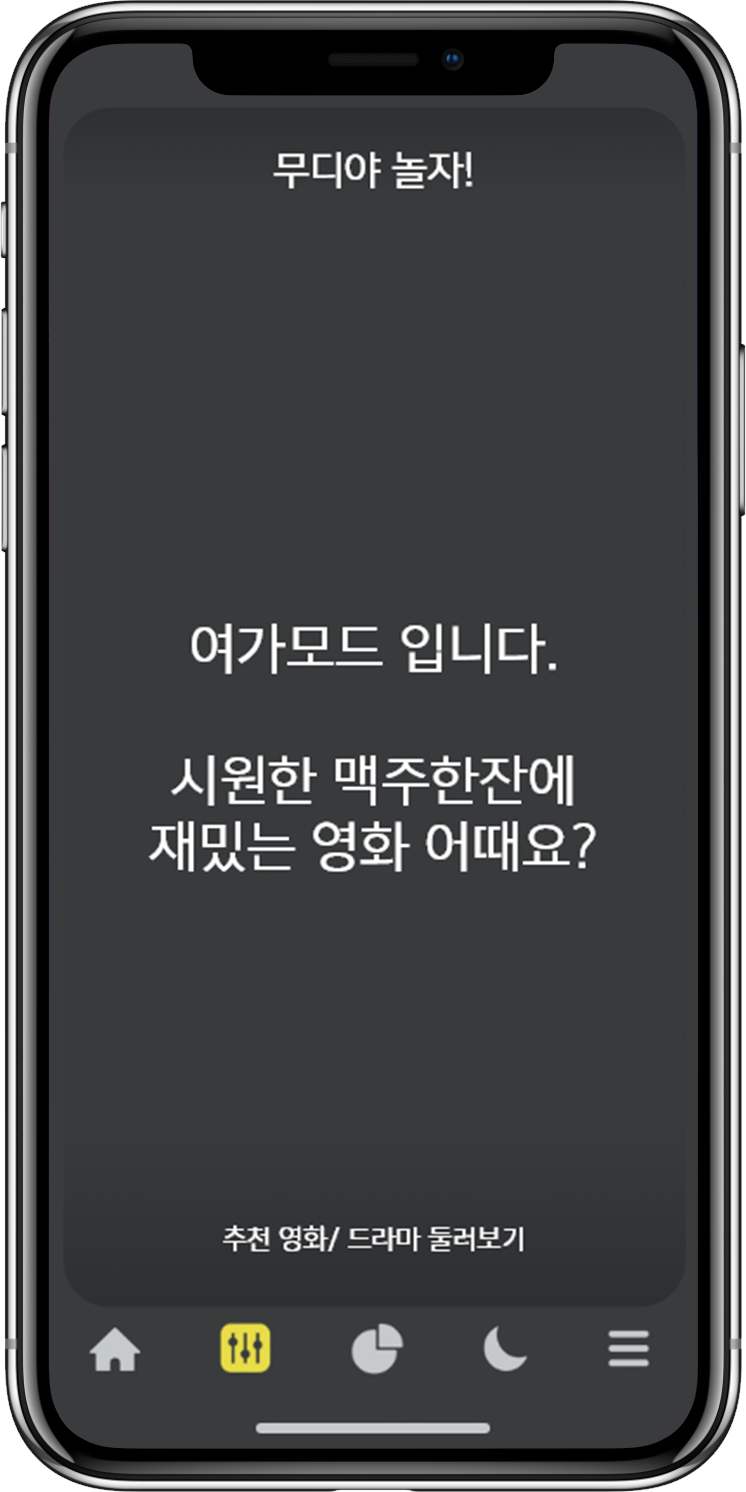 무디야 놀자!
여가모드 입니다.
시원한 맥주한잔에
재밌는 영화 어때요?
추천 영화/ 드라마 둘러보기